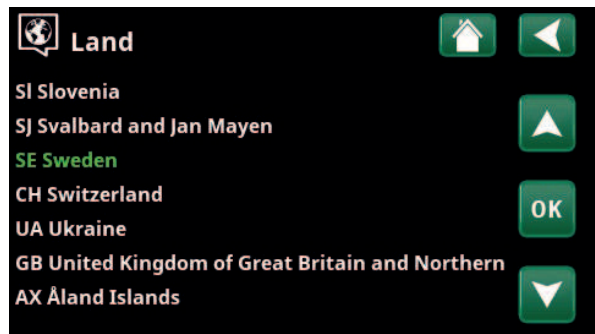 Land
SI Slovenia
SJ Svalbard and Jan Mayen
SE Sweden
CH Switzerland
OK
UA Ukraine
GB United Kingdom of Great Britain and Northern
AX Åland Islands